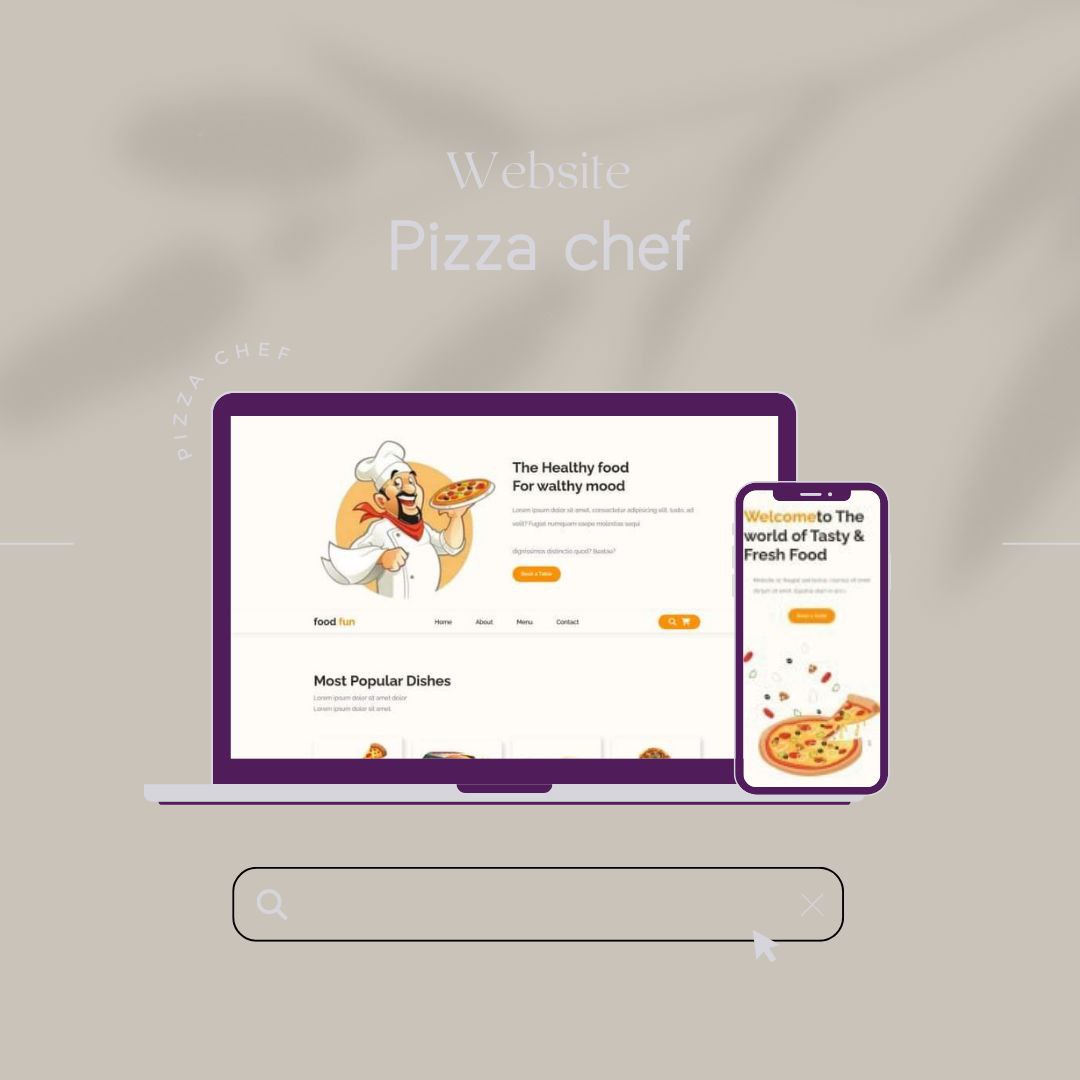 Website
Pizza chef
PIZZA CHEF
The Healthy food
For walthy mood
Lorem ipsum dolor sit amet, consectetur adipisicing elit. Iusto, ad
velit? Fugiat numquam saepe molestias sequi
dignissimos distinctio quod? Beatae?
Book a Table
food fun
Home
About
Menu
Contact
Most Popular Dishes
Lorem ipsum dolor sit amet dolor
Lorem ipsum dolor sit amet
Welcometo The
world of Tasty &
Fresh Food